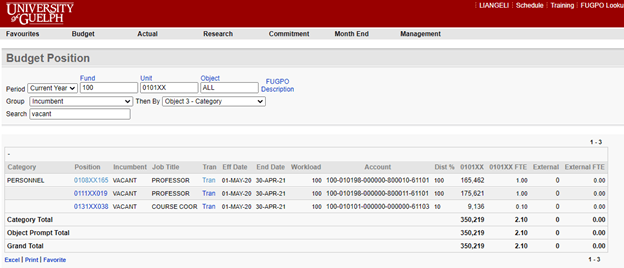 UNIVERSITY
of GUELPH
| LIANGELI | Schedule | Training | FUGPO Looku
Favourites Budget Actual Research Commitment Month End Management
Budget Position
Fund Unit Object
Period Current Year 100 0101XX ALL FUGPO Description
Group Incumbent Then By Object 3 - Category
Search vacant
1 - 3
-
Category Position Incumbent Job Title Tran Eff Date End Date Workload Account Dist % 0101XX 0101XX FTE External External FTE
PERSONNEL 0108XX165 VACANT PROFESSOR Tran 01-MAY-20 30-APR-21 100 100-010198-000000-800010-61101 100 165,462 1.00 0 0.00
0111XX019 VACANT PROFESSOR Tran 01-MAY-20 30-APR-21 100 100-010198-000000-800011-61101 100 175,621 1.00 0 0.00
0131XX038 VACANT COURSE COOR Tran 01-MAY-20 30-APR-21 100 100-010101-000000-000000-61103 10 9,136 0.10 0 0.00
Category Total 350,219 2.10 0 0.00
Object Prompt Total 350,219 2.10 0 0.00
Grand Total 350,219 2.10 0 0.00
Excel | Print | Favorite 1 - 3